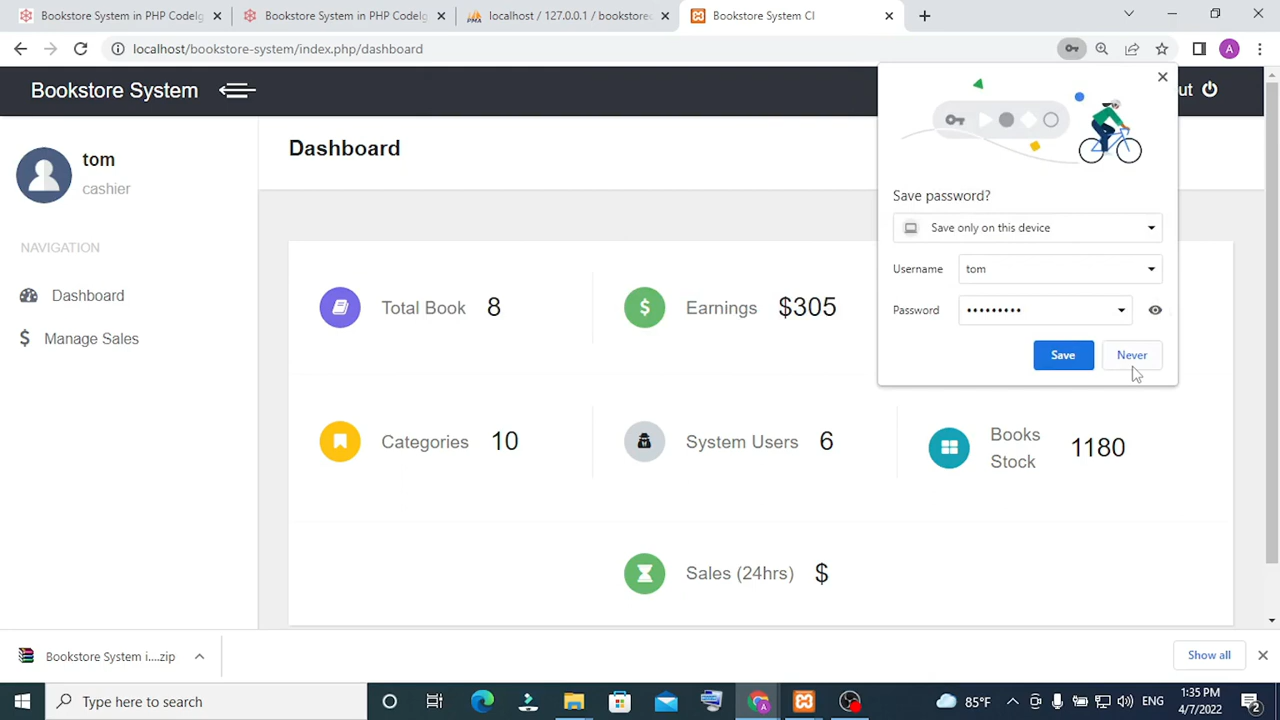 Bookstore System in PHP CodeIg
Bookstore System in PHP CodeIg
localhost / 127.0.0.1 / bookstorec
Bookstore System CI
localhost/bookstore-system/index.php/dashboard
A
Bookstore System
ut
tom
cashier
NAVIGATION
Dashboard
Manage Sales
Dashboard
Total Book 8
Earnings $305
Categories 10
System Users 6
Books Stock 1180
Sales (24hrs) $
Save password?
Save only on this device
Username tom
Password •••••••••
Save Never
Bookstore System i....zip
Show all
Type here to search
85°F
ENG
1:35 PM
4/7/2022
2